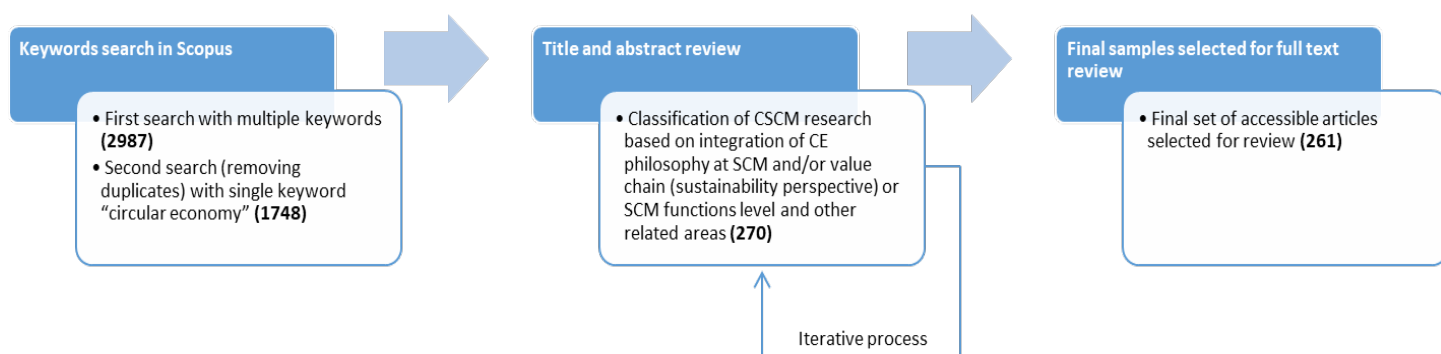 Keywords search in Scopus
• First search with multiple keywords
(2987)
• Second search (removing
duplicates) with single keyword
“circular economy” (1748)
Title and abstract review
• Classification of CSCM research
based on integration of CE
philosophy at SCM and/or value
chain (sustainability perspective) or
SCM functions level and other
related areas (270)
Iterative process
Final samples selected for full text
review
• Final set of accessible articles
selected for review (261)